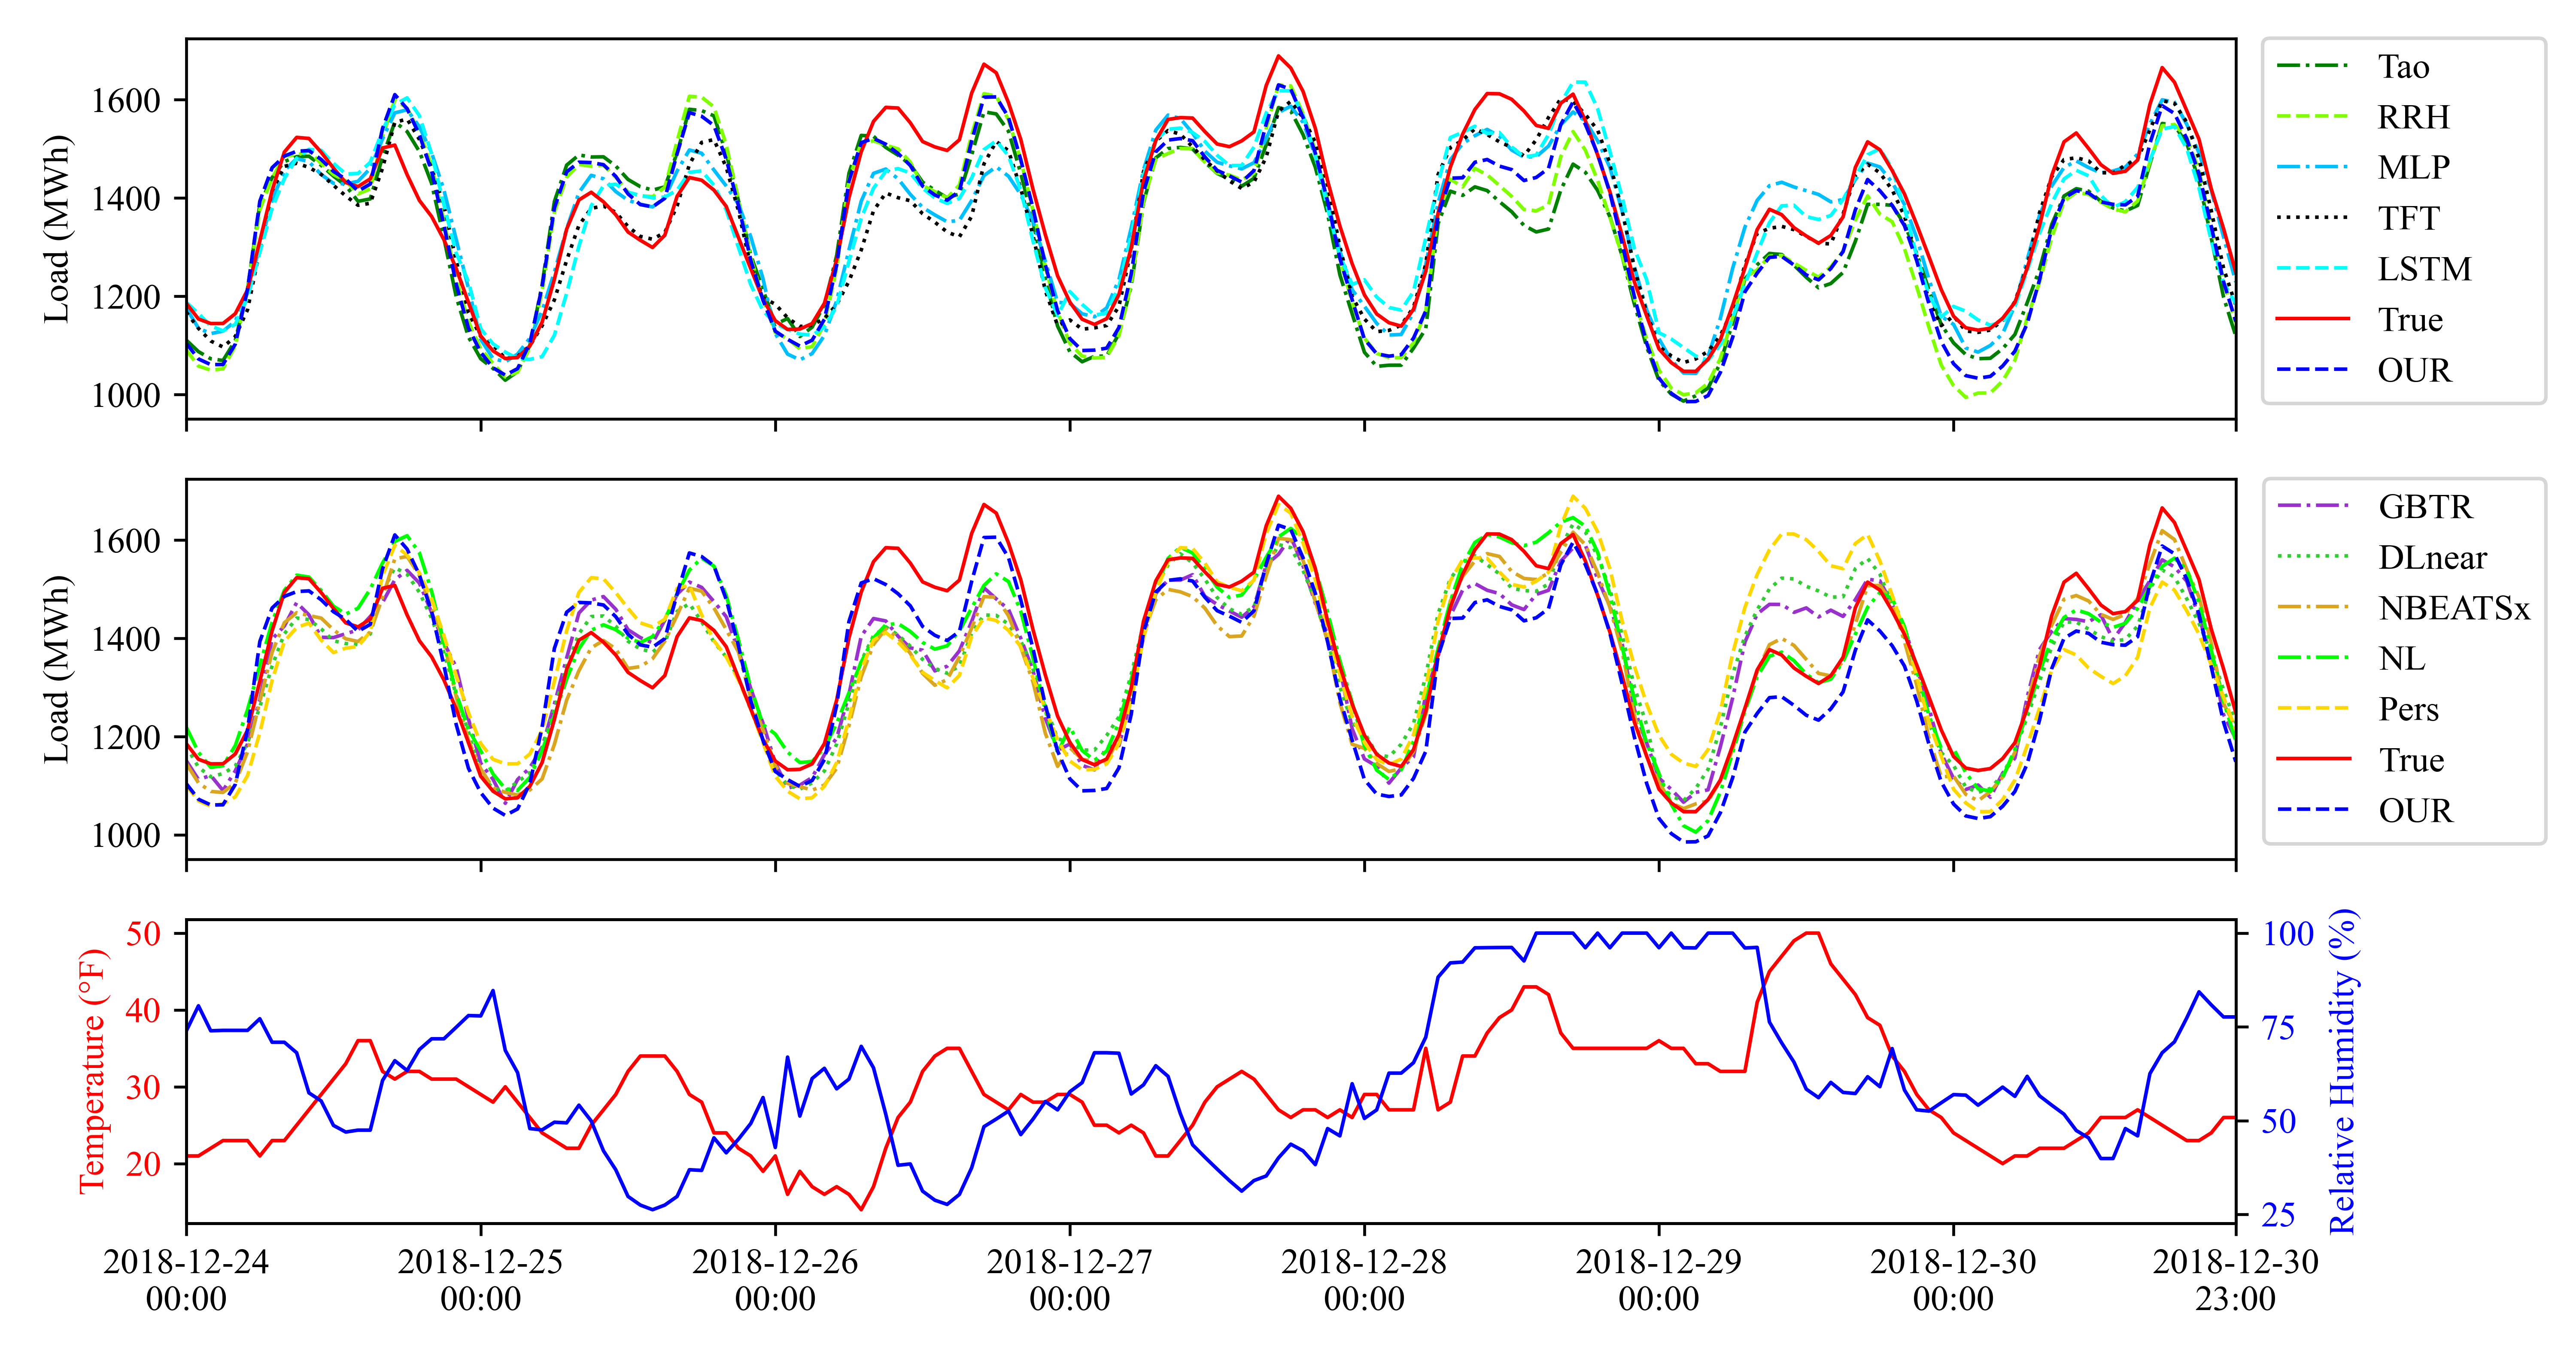 Load (MWh)
1600
1400
1200
1000
Tao
RRH
MLP
TFT
LSTM
True
OUR
Load (MWh)
1600
1400
1200
1000
GBTR
DLnear
NBEATSx
NL
Pers
True
OUR
Temperature (°F)
50
40
30
20
100
75
50
25
Relative Humidity (%)
2018-12-24 2018-12-25 2018-12-26 2018-12-27 2018-12-28 2018-12-29 2018-12-30 2018-12-30
00:00 00:00 00:00 00:00 00:00 00:00 00:00 23:00